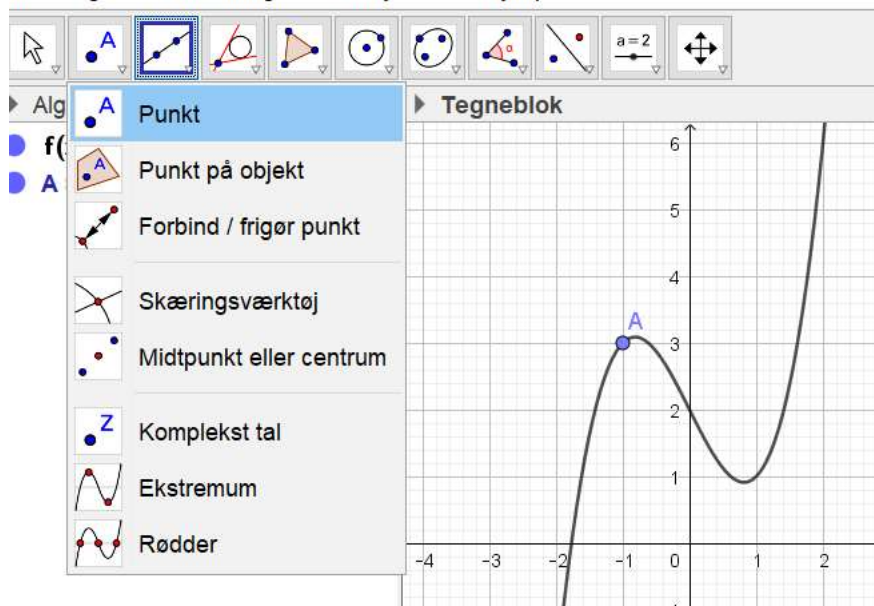 A
α
a=2
Alg
Tegneblok
f(
A
A Punkt
A Punkt på objekt
Forbind / frigør punkt
Skæringsværktøj
Midtpunkt eller centrum
Z Komplekst tal
Ekstremum
Rødder
6
5
4
A
3
2
1
-4 -3 -2 -1 0 1 2